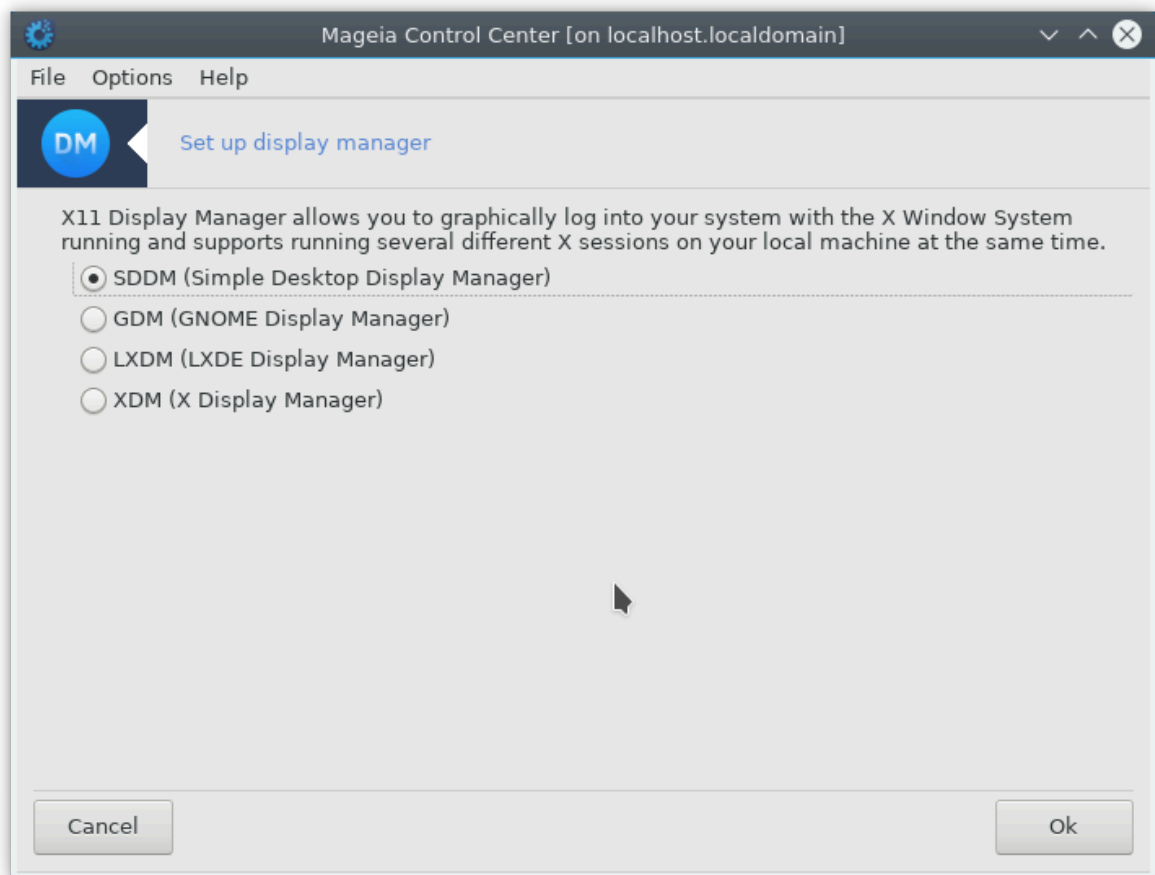 Mageia Control Center [on localhost.localdomain]
File Options Help
DM
Set up display manager
X11 Display Manager allows you to graphically log into your system with the X Window System
running and supports running several different X sessions on your local machine at the same time.
SDDM (Simple Desktop Display Manager)
GDM (GNOME Display Manager)
LXDM (LXDE Display Manager)
XDM (X Display Manager)
Cancel Ok